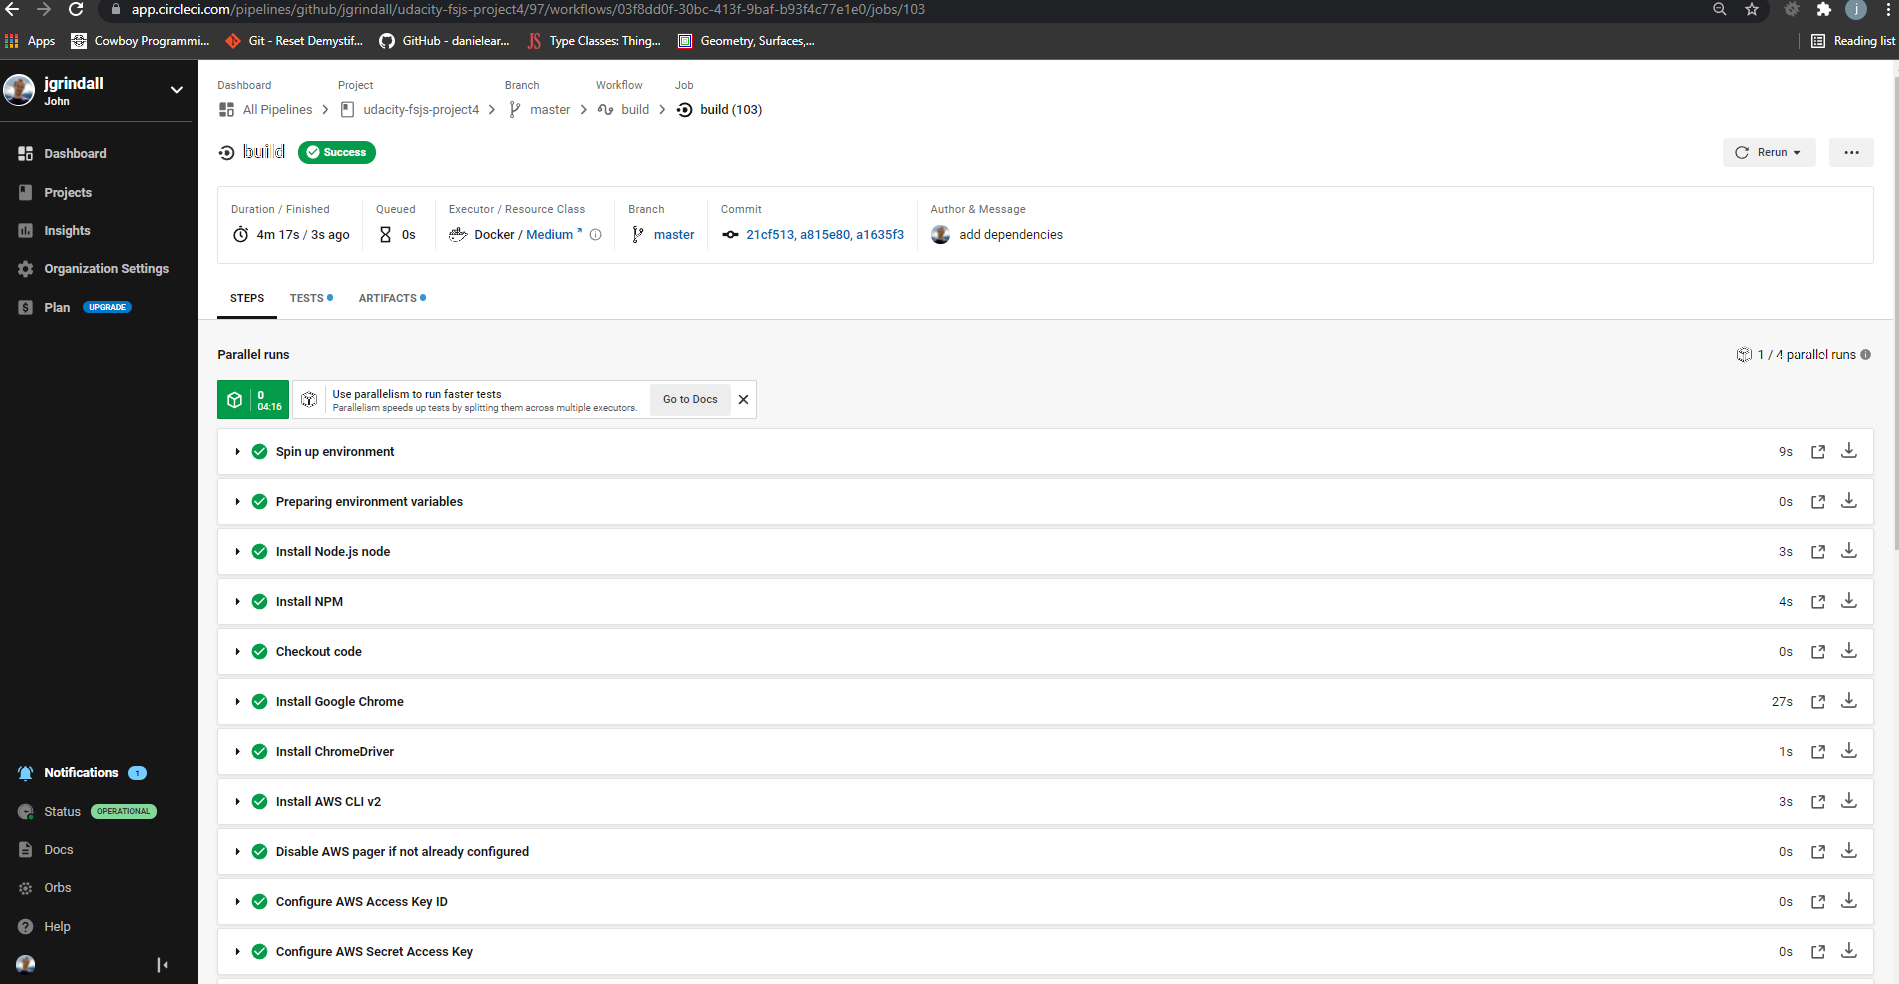 app.circleci.com/pipelines/github/jgrindall/udacity-fsjs-project4/97/workflows/03f8dd0f-30bc-413f-9baf-b93f4c77e1e0/jobs/103
j
Apps
Cowboy Programmi...
Git - Reset Demystif...
GitHub - danielear...
JS Type Classes: Thing...
Geometry, Surfaces,...
Reading list
jgrindall
John
Dashboard
Projects
Insights
Organization Settings
Plan UPGRADE
Notifications 1
Status OPERATIONAL
Docs
Orbs
Help
Dashboard Project Branch Workflow Job
All Pipelines udacity-fsjs-project4 master build build (103)
build Success
Rerun
Duration / Finished Queued Executor / Resource Class Branch Commit Author & Message
4m 17s / 3s ago 0s Docker / Medium master 21cf513, a815e80, a1635f3 add dependencies
STEPS TESTS ARTIFACTS
Parallel runs 1 / 4 parallel runs
0
04:16
Use parallelism to run faster tests
Parallelism speeds up tests by splitting them across multiple executors.
Go to Docs
Spin up environment 9s
Preparing environment variables 0s
Install Node.js node 3s
Install NPM 4s
Checkout code 0s
Install Google Chrome 27s
Install ChromeDriver 1s
Install AWS CLI v2 3s
Disable AWS pager if not already configured 0s
Configure AWS Access Key ID 0s
Configure AWS Secret Access Key 0s